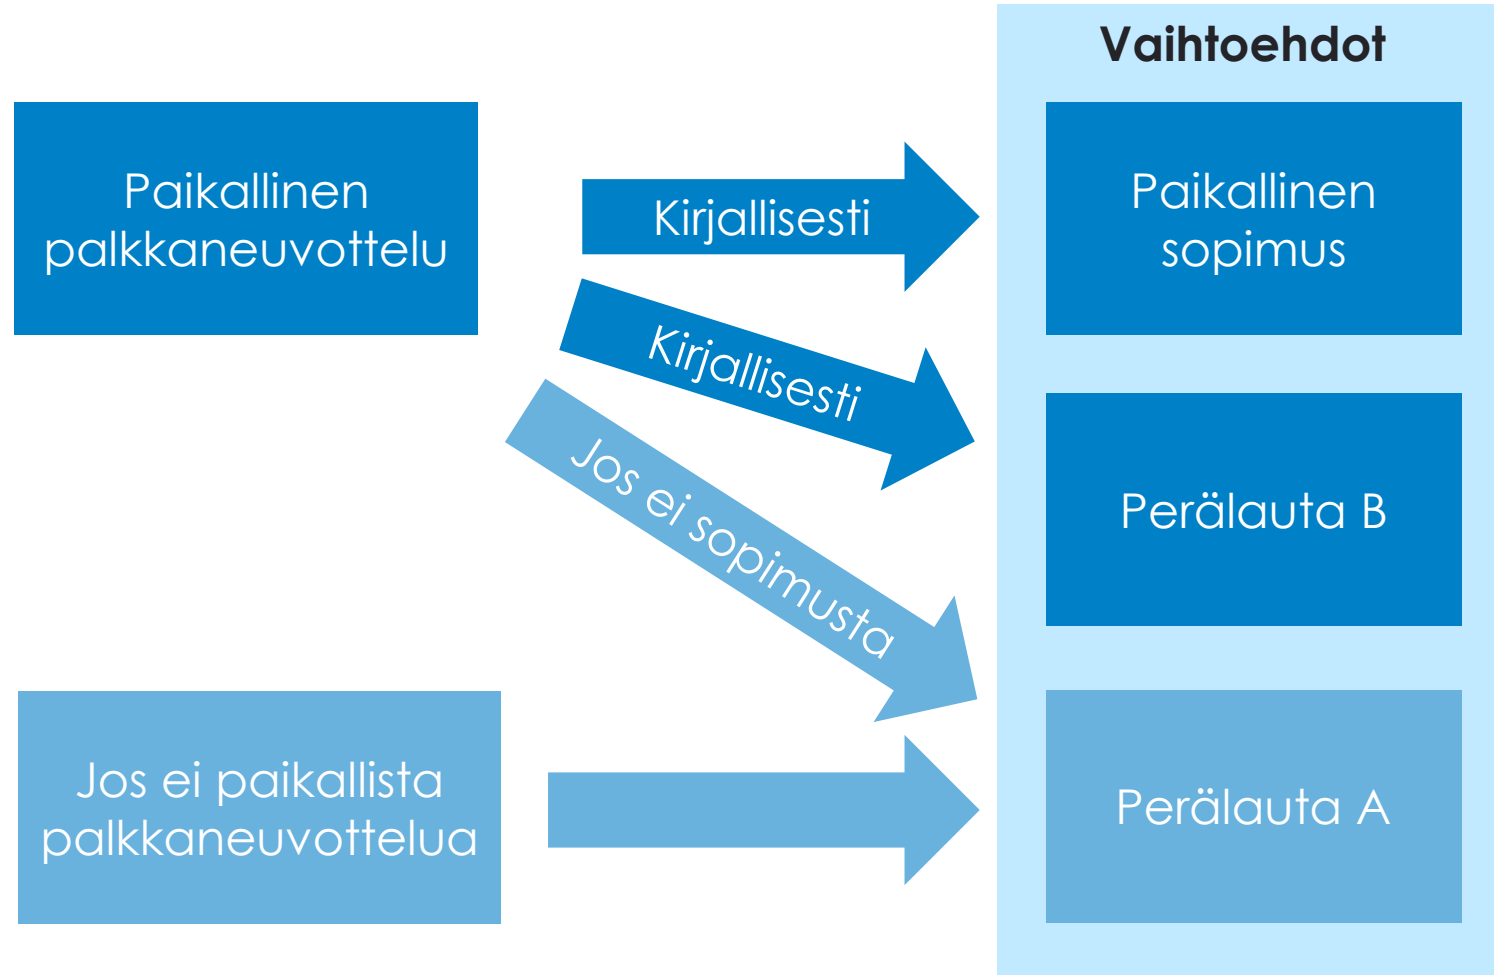 Vaihtoehdot
Paikallinen
palkkaneuvottelu
Kirjallisesti
Paikallinen
sopimus
Kirjallisesti
Perälauta B
Jos ei sopimusta
Jos ei paikallista
palkkaneuvottelua
Perälauta A